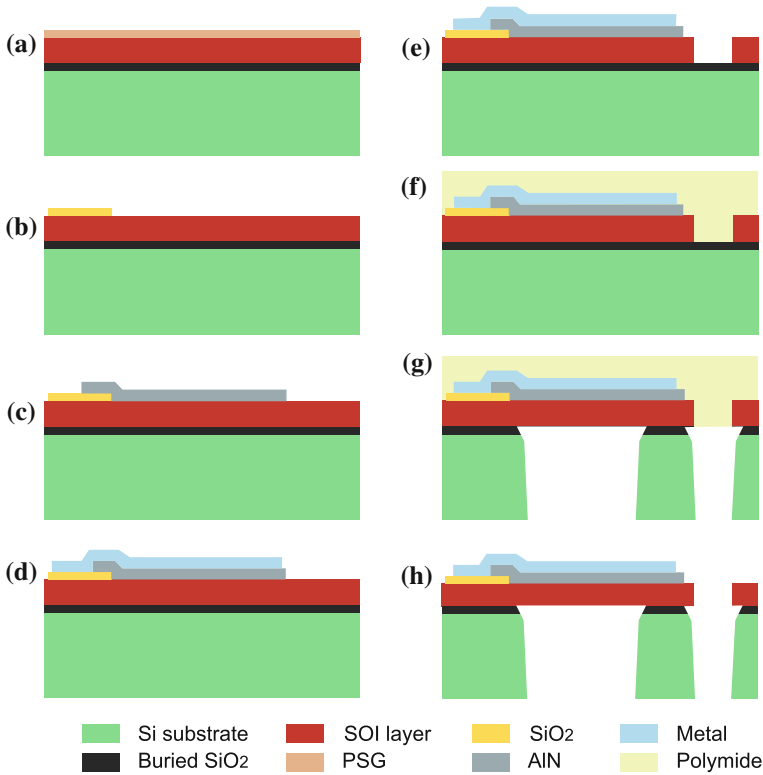 (a)
(b)
(c)
(d)
(e)
(f)
(g)
(h)
Si substrate
SOI layer
SiO2
Metal
Buried SiO2
PSG
AlN
Polymide